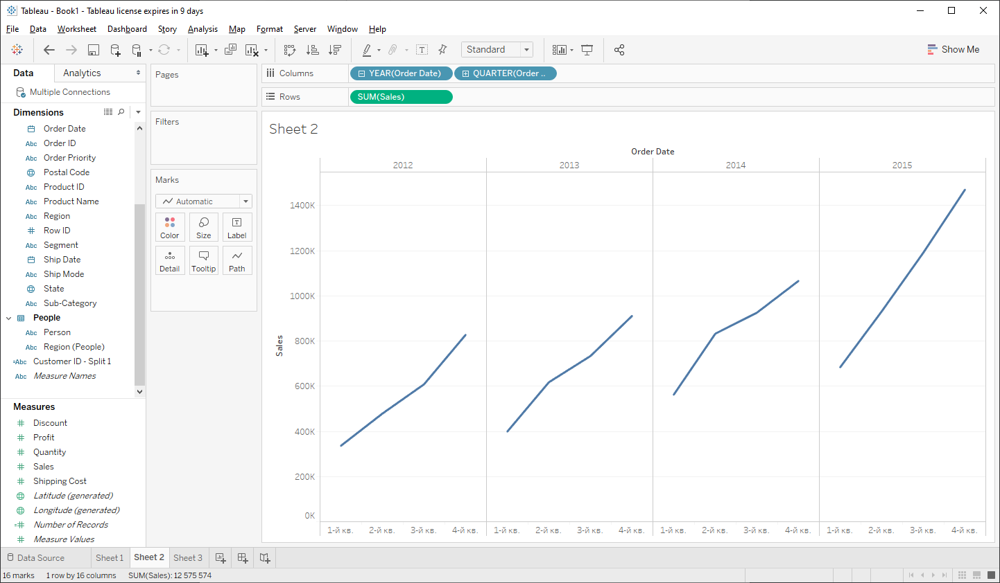 Tableau - Book1 - Tableau license expires in 9 days
File Data Worksheet Dashboard Story Analysis Map Format Server Window Help
Standard
Show Me
Data Analytics
Multiple Connections
Dimensions
Abc
Order Date
Abc Order ID
Abc Order Priority
Postal Code
Abc Product ID
Abc Product Name
Abc Region
Row ID
Abc Segment
Ship Date
Abc Ship Mode
State
Abc Sub-Category
People
Abc Person
Abc Region (People)
=Abc Customer ID - Split 1
Abc Measure Names
Measures
Discount
Profit
Quantity
Sales
Shipping Cost
Latitude (generated)
Longitude (generated)
Number of Records
Measure Values
Pages
Filters
Marks
Automatic
Color Size Label
Detail Tooltip Path
Columns YEAR(Order Date) QUARTER(Order ..
Rows SUM(Sales)
Sheet 2
Order Date
2012 2013 2014 2015
Sales
1400K
1200K
1000K
800K
600K
400K
200K
0K
1-й кв. 2-й кв. 3-й кв. 4-й кв. 1-й кв. 2-й кв. 3-й кв. 4-й кв. 1-й кв. 2-й кв. 3-й кв. 4-й кв. 1-й кв. 2-й кв. 3-й кв. 4-й кв.
Data Source Sheet 1 Sheet 2 Sheet 3
16 marks 1 row by 16 columns SUM(Sales): 12 575 574